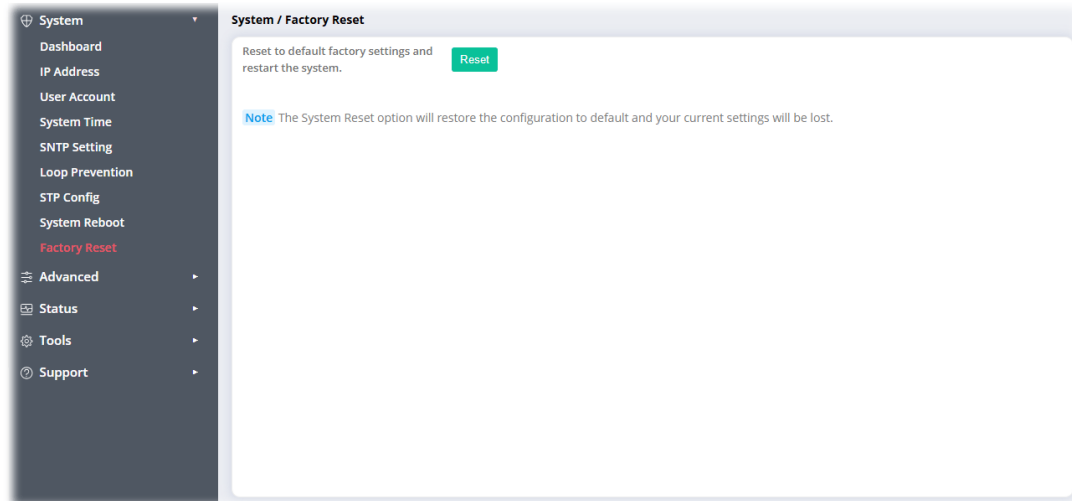 System
Dashboard
IP Address
User Account
System Time
SNTP Setting
Loop Prevention
STP Config
System Reboot
Factory Reset
Advanced
Status
Tools
Support
System / Factory Reset
Reset to default factory settings and
restart the system.
Reset
Note The System Reset option will restore the configuration to default and your current settings will be lost.